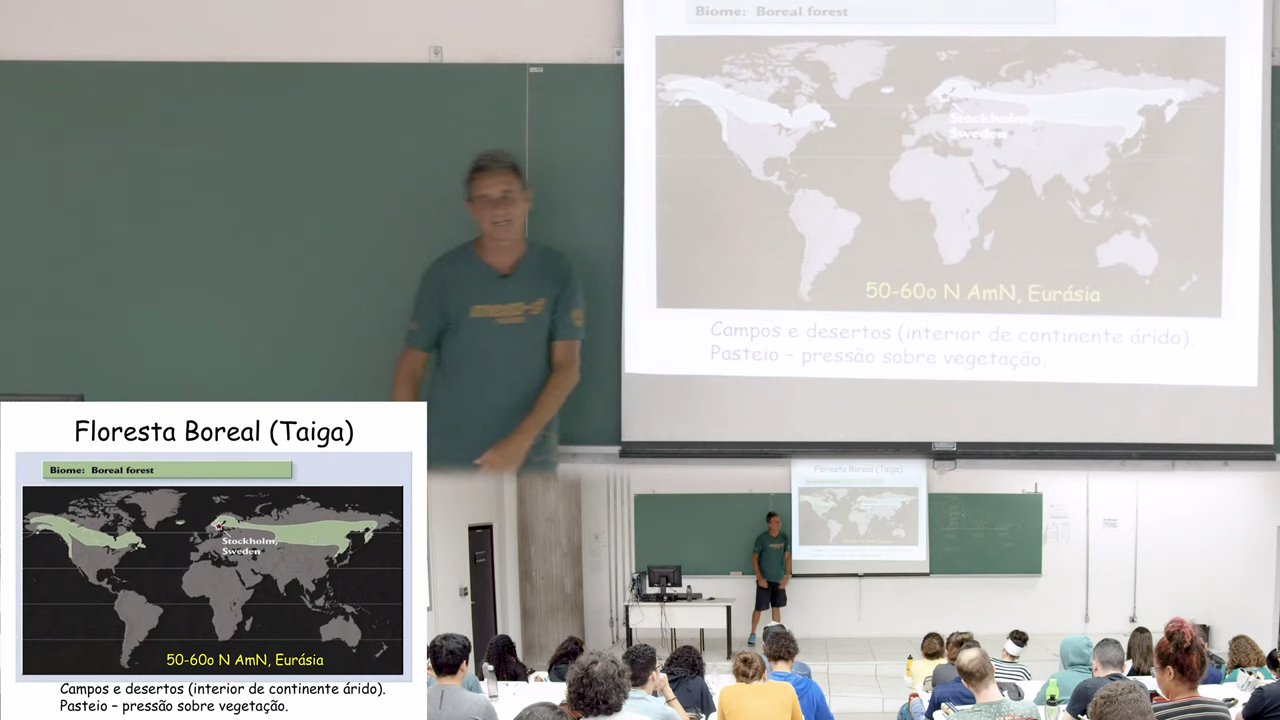 Biome: Boreal forest
Stockholm,
Sweden
50-60o N AmN, Eurásia
Campos e desertos (interior de continente árido).
Pasteio – pressão sobre vegetação.
Floresta Boreal (Taiga)
Biome: Boreal forest
Stockholm,
Sweden
50-60o N AmN, Eurásia
Campos e desertos (interior de continente árido).
Pasteio – pressão sobre vegetação.
Floresta Boreal (Taiga)